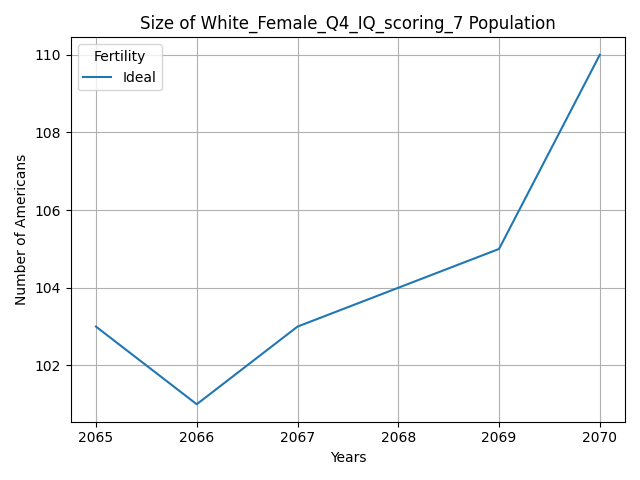 Size of White_Female_Q4_IQ_scoring_7 Population
Fertility
Ideal
Number of Americans
110
108
106
104
102
2065 2066 2067 2068 2069 2070
Years